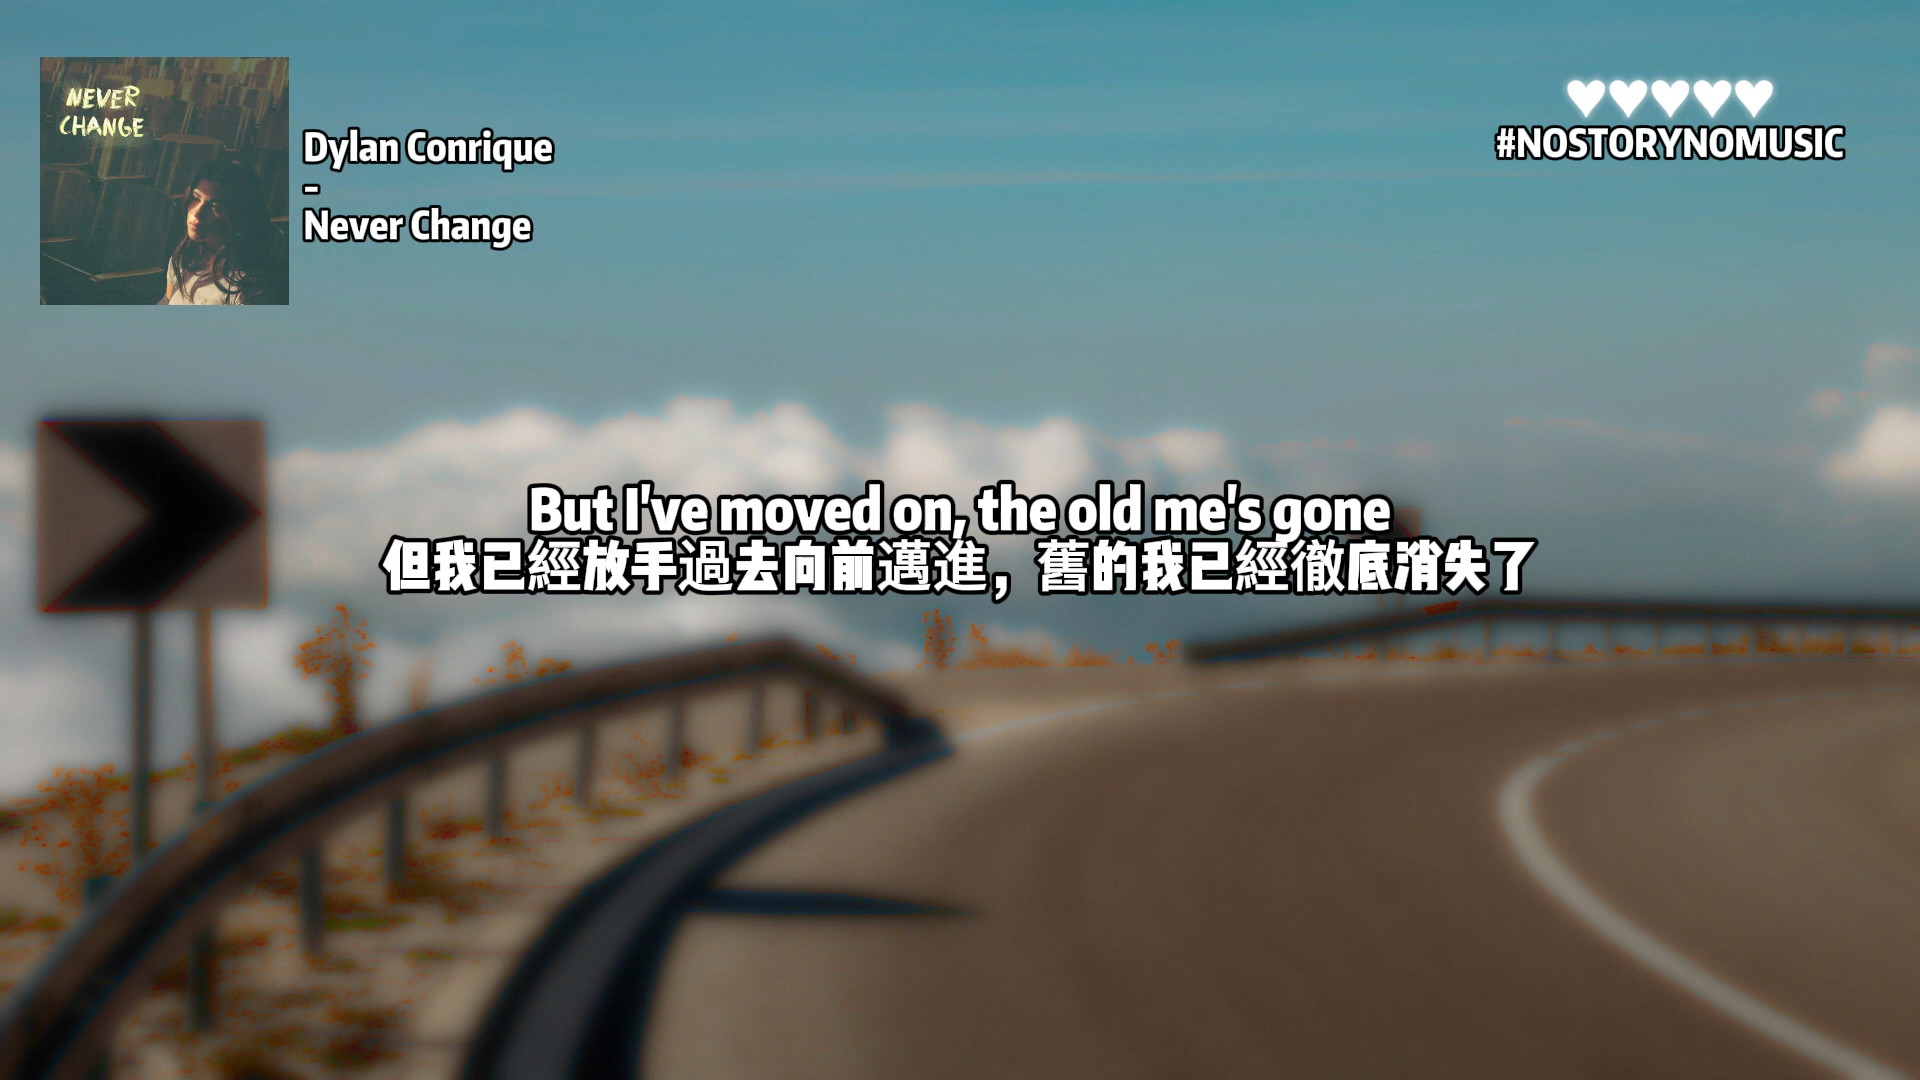 NEVER
CHANGE
Dylan Conrique
-
Never Change
♥♥♥♥♥
#NOSTORYNOMUSIC
But I've moved on, the old me's gone
但我已經放手過去向前邁進，舊的我已經徹底消失了